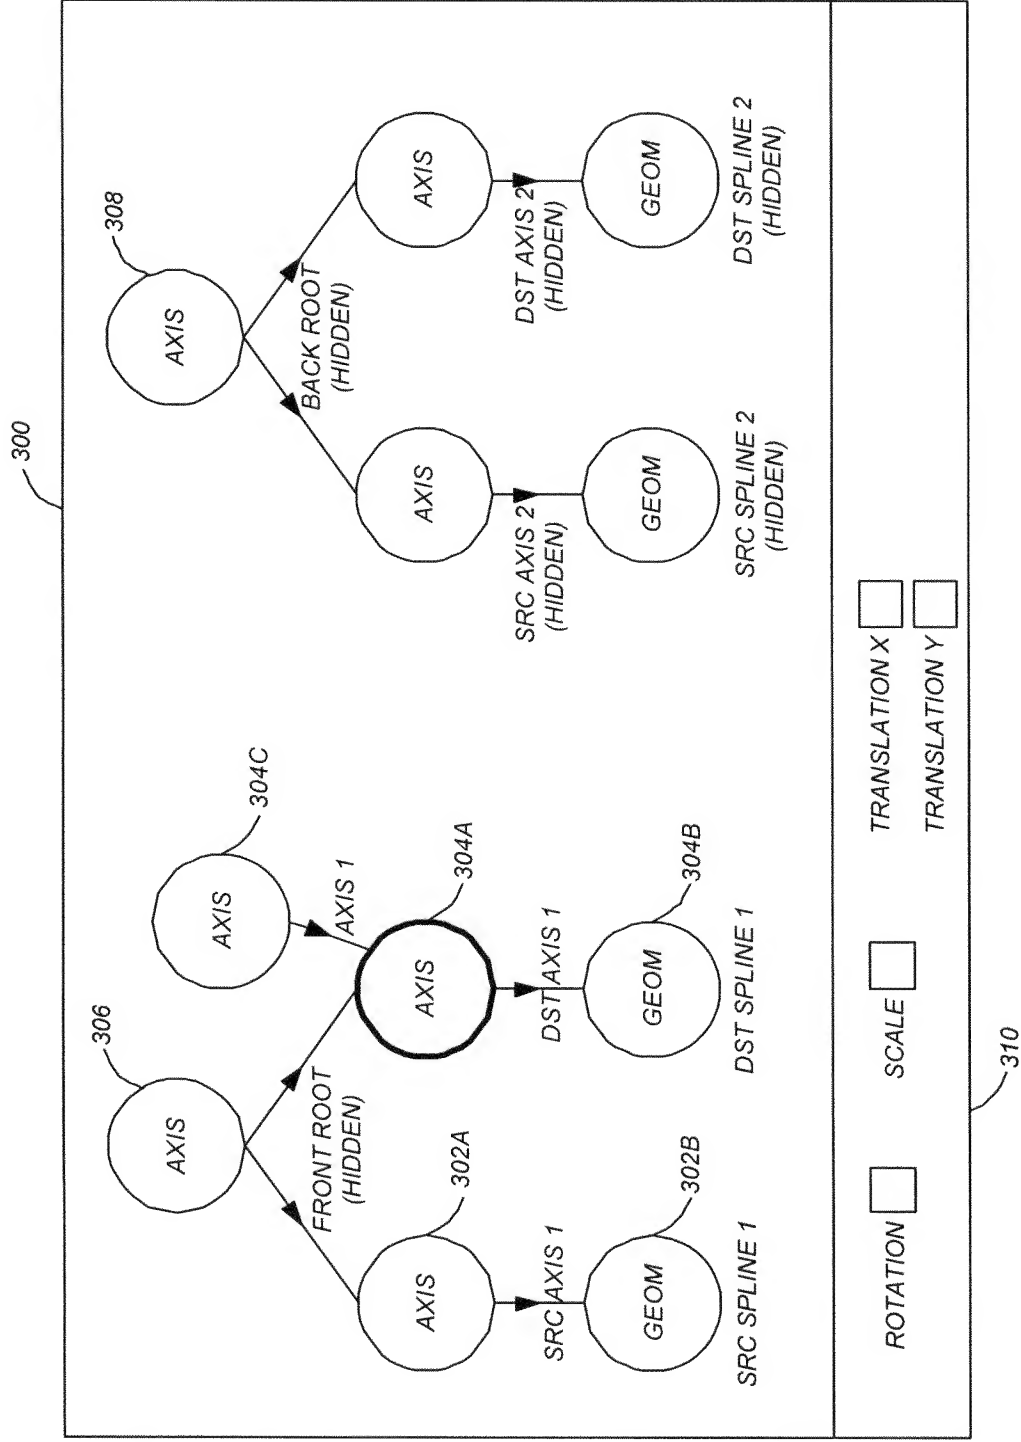 300
306
308
AXIS
AXIS
304C
AXIS
FRONT ROOT
(HIDDEN)
AXIS 1
BACK ROOT
(HIDDEN)
302A
304A
AXIS
AXIS
AXIS
AXIS
SRC AXIS 1
DST AXIS 1
SRC AXIS 2
(HIDDEN)
DST AXIS 2
(HIDDEN)
302B
304B
GEOM
GEOM
GEOM
GEOM
SRC SPLINE 1
DST SPLINE 1
SRC SPLINE 2
(HIDDEN)
DST SPLINE 2
(HIDDEN)
ROTATION
SCALE
TRANSLATION X
TRANSLATION Y
310